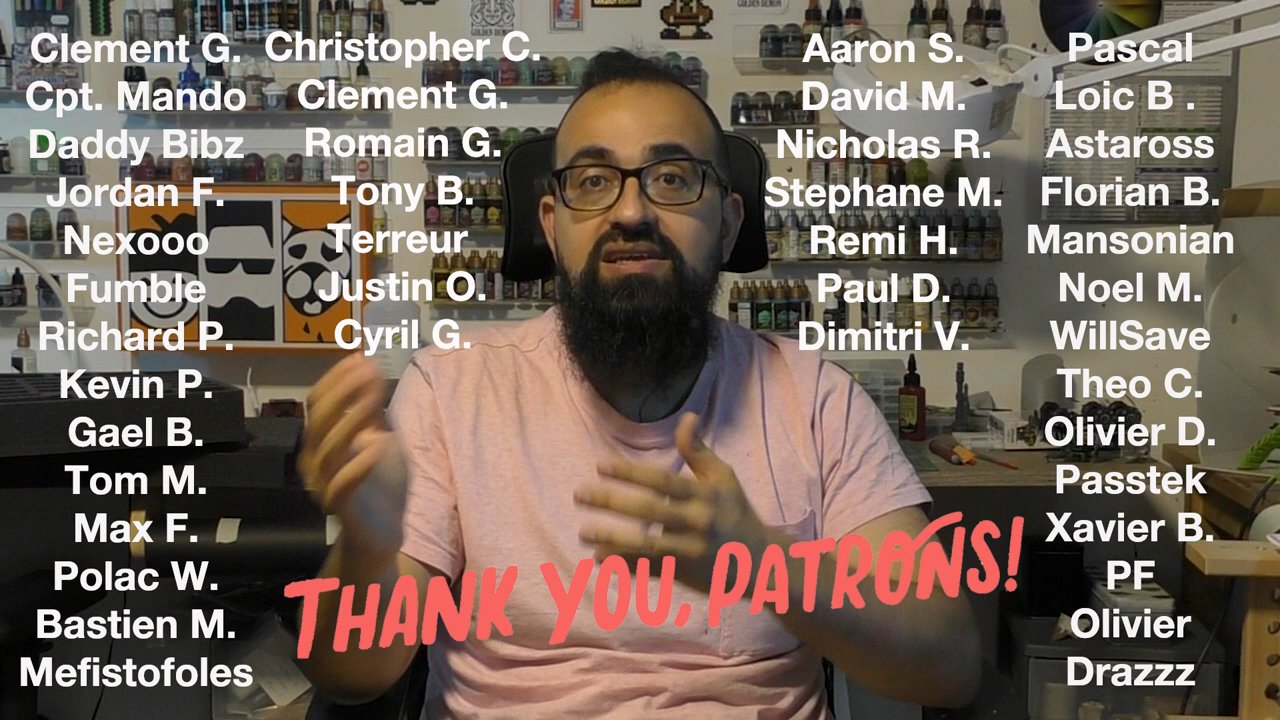 Clement G.
Cpt. Mando
Daddy Bibz
Jordan F.
Nexooo
Fumble
Richard P.
Kevin P.
Gael B.
Tom M.
Max F.
Polac W.
Bastien M.
Mefistofoles
Christopher C.
Clement G.
Romain G.
Tony B.
Terreur
Justin O.
Cyril G.
Aaron S.
David M.
Nicholas R.
Stephane M.
Remi H.
Paul D.
Dimitri V.
Pascal
Loic B .
Astaross
Florian B.
Mansonian
Noel M.
WillSave
Theo C.
Olivier D.
Passtek
Xavier B.
PF
Olivier
Drazzz
THANK YOU, PATRONS!